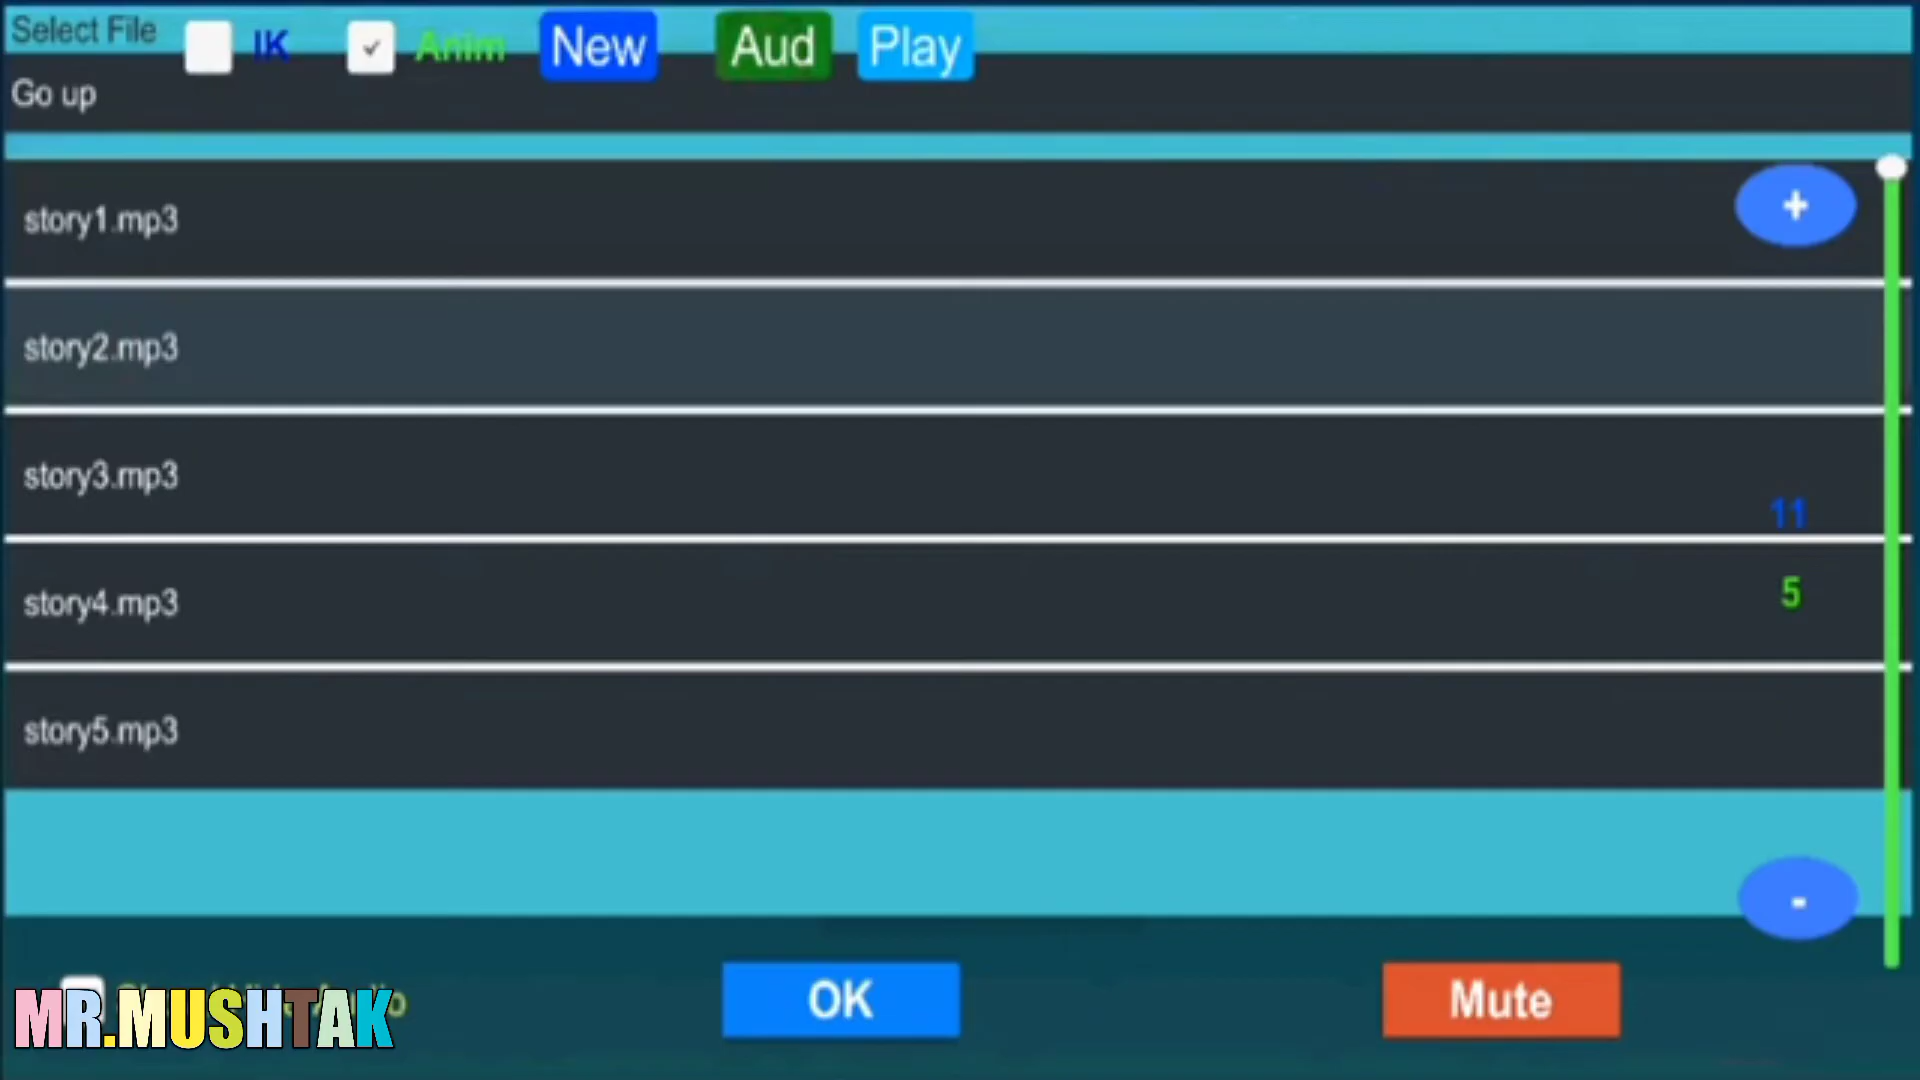 Select File IK Anim New Aud Play
Go up
story1.mp3
+
story2.mp3
story3.mp3
11
story4.mp3
5
story5.mp3
-
OK
Mute
MR.MUSHTAK